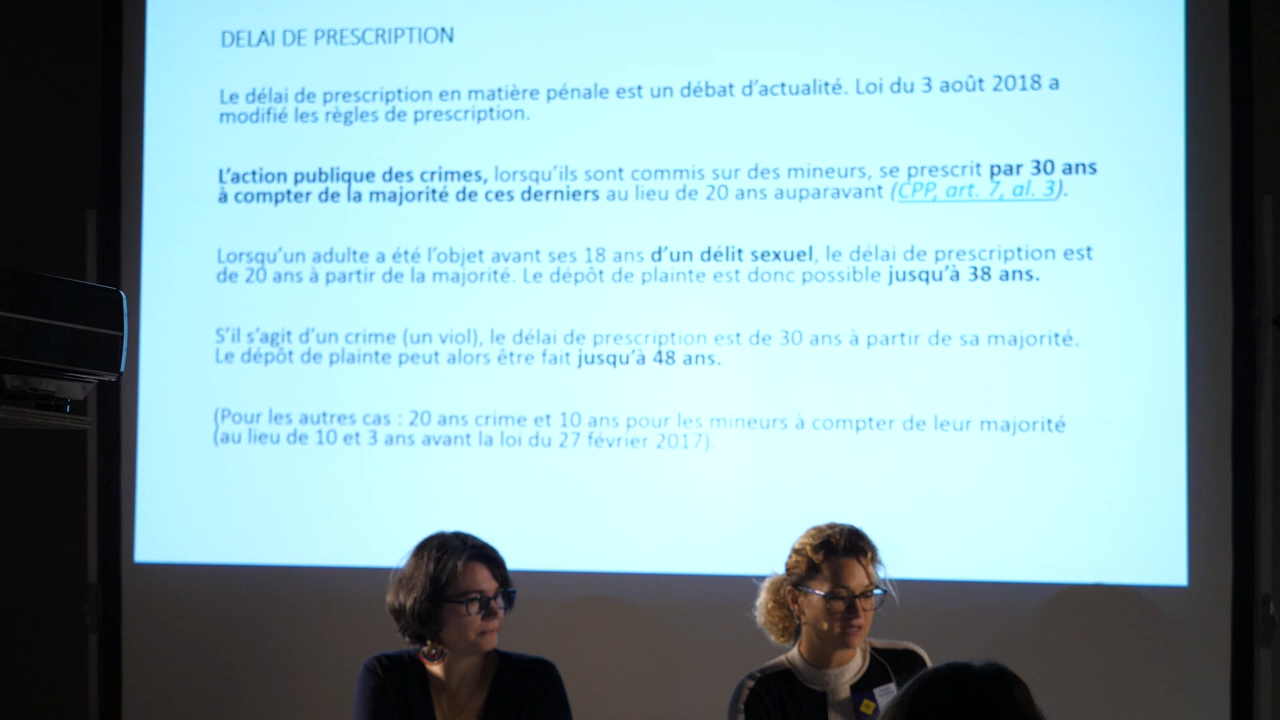 DELAI DE PRESCRIPTION
Le délai de prescription en matière pénale est un débat d'actualité. Loi du 3 août 2018 a
modifié les règles de prescription.
L'action publique des crimes, lorsqu'ils sont commis sur des mineurs, se prescrit par 30 ans
à compter de la majorité de ces derniers au lieu de 20 ans auparavant (CPP, art. 7, al. 3).
Lorsqu'un adulte a été l'objet avant ses 18 ans d'un délit sexuel, le délai de prescription est
de 20 ans à partir de la majorité. Le dépôt de plainte est donc possible jusqu'à 38 ans.
S'il s'agit d'un crime (un viol), le délai de prescription est de 30 ans à partir de sa majorité.
Le dépôt de plainte peut alors être fait jusqu'à 48 ans.
(Pour les autres cas : 20 ans crime et 10 ans pour les mineurs à compter de leur majorité
(au lieu de 10 et 3 ans avant la loi du 27 février 2017).